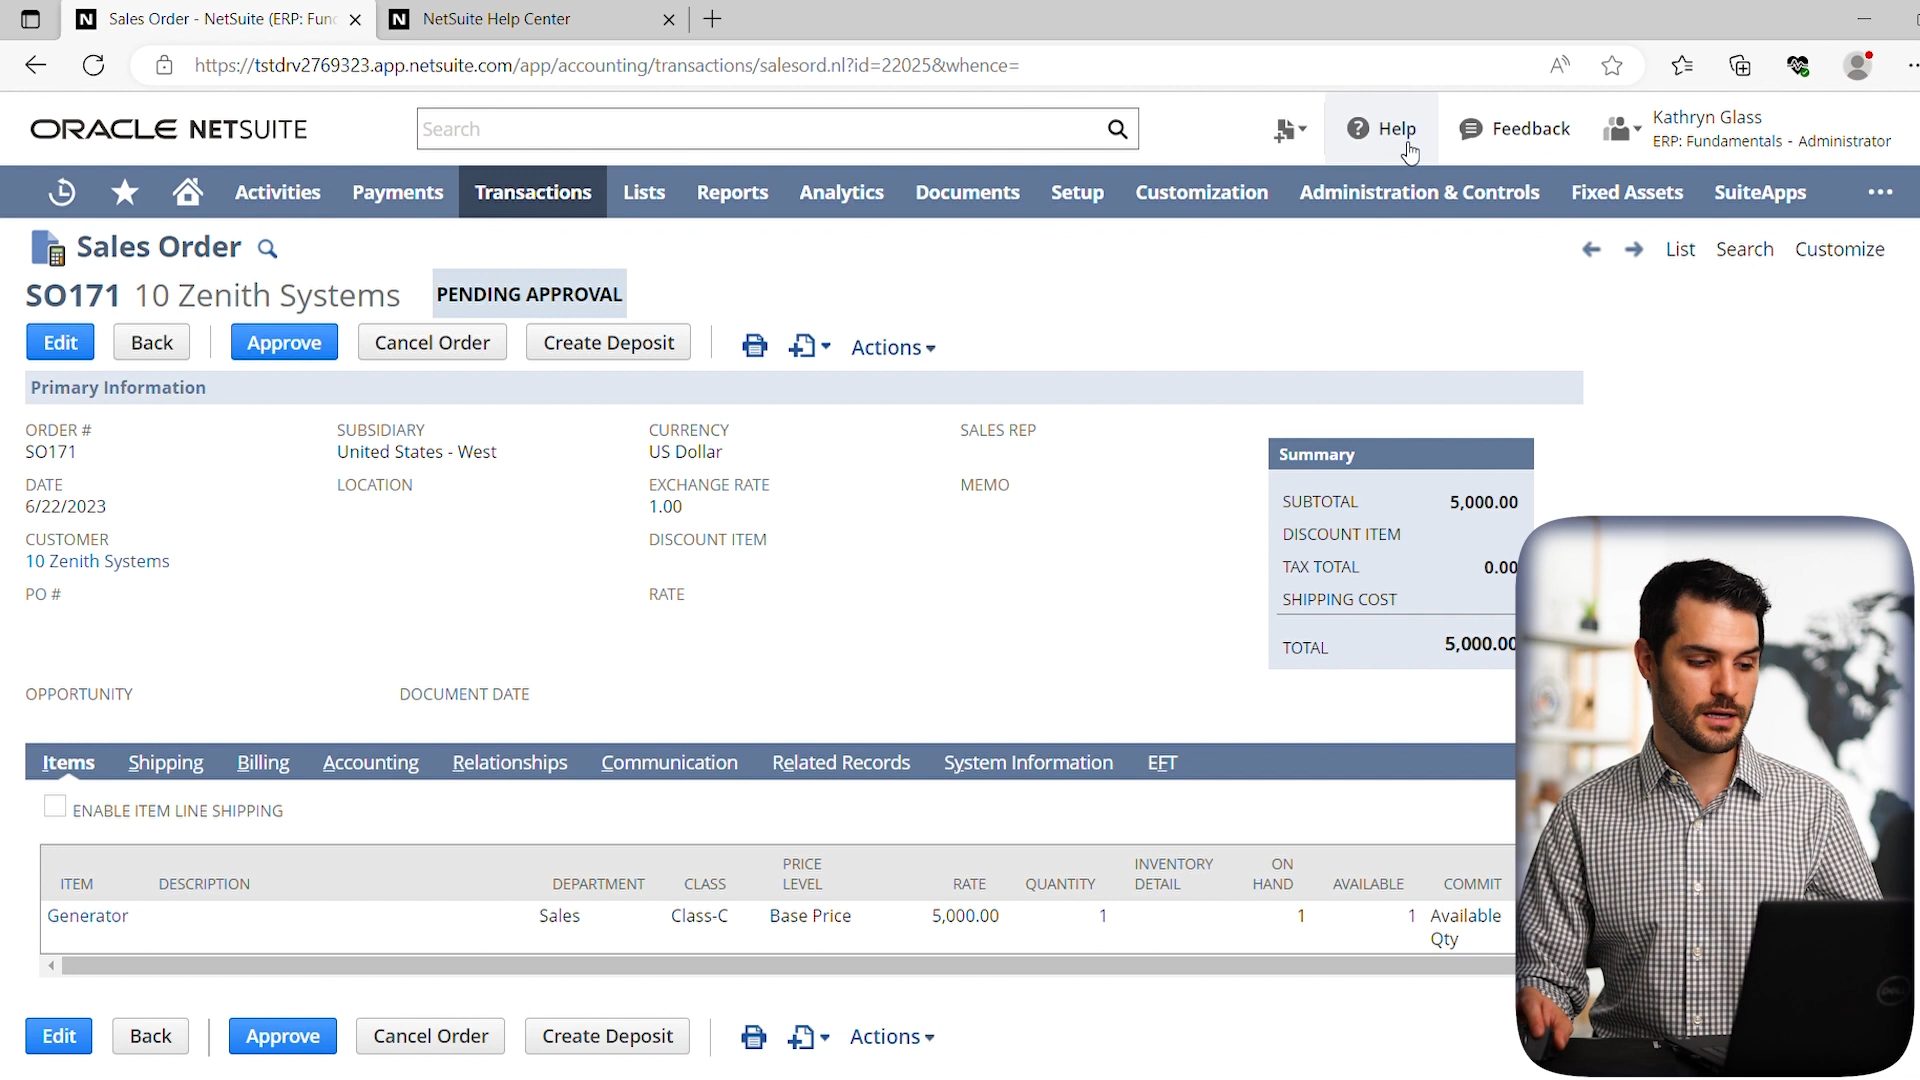 Sales Order - NetSuite (ERP: Fun
NetSuite Help Center
https://tstdrv2769323.app.netsuite.com/app/accounting/transactions/salesord.nl?id=22025&whence=
ORACLE NETSUITE
Search
Help
Feedback
Kathryn Glass
ERP: Fundamentals - Administrator
Activities Payments Transactions Lists Reports Analytics Documents Setup Customization Administration & Controls Fixed Assets SuiteApps
Sales Order
List Search Customize
SO171 10 Zenith Systems PENDING APPROVAL
Edit Back Approve Cancel Order Create Deposit Actions
Primary Information
ORDER # SUBSIDIARY CURRENCY SALES REP
SO171 United States - West US Dollar
Summary
DATE LOCATION EXCHANGE RATE MEMO
6/22/2023 1.00
SUBTOTAL 5,000.00
DISCOUNT ITEM
CUSTOMER DISCOUNT ITEM
10 Zenith Systems
TAX TOTAL 0.00
PO # RATE
SHIPPING COST
TOTAL 5,000.00
OPPORTUNITY DOCUMENT DATE
Items Shipping Billing Accounting Relationships Communication Related Records System Information EFT
ENABLE ITEM LINE SHIPPING
ITEM DESCRIPTION DEPARTMENT CLASS PRICE LEVEL RATE QUANTITY INVENTORY DETAIL ON HAND AVAILABLE COMMIT
Generator Sales Class-C Base Price 5,000.00 1 1 1 Available Qty
Edit Back Approve Cancel Order Create Deposit Actions
DELL